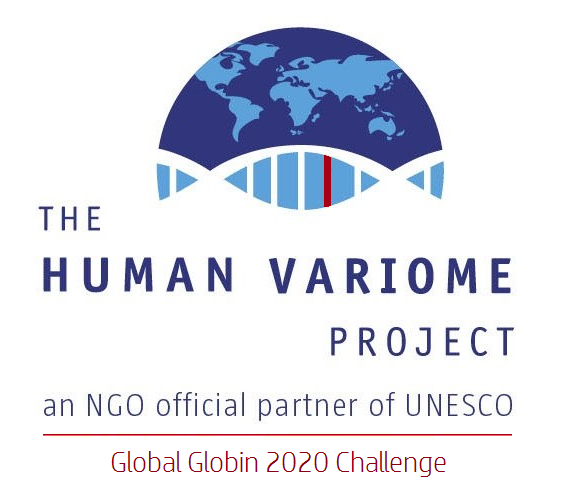 THE
HUMAN VARIOME
PROJECT
an NGO official partner of UNESCO
Global Globin 2020 Challenge